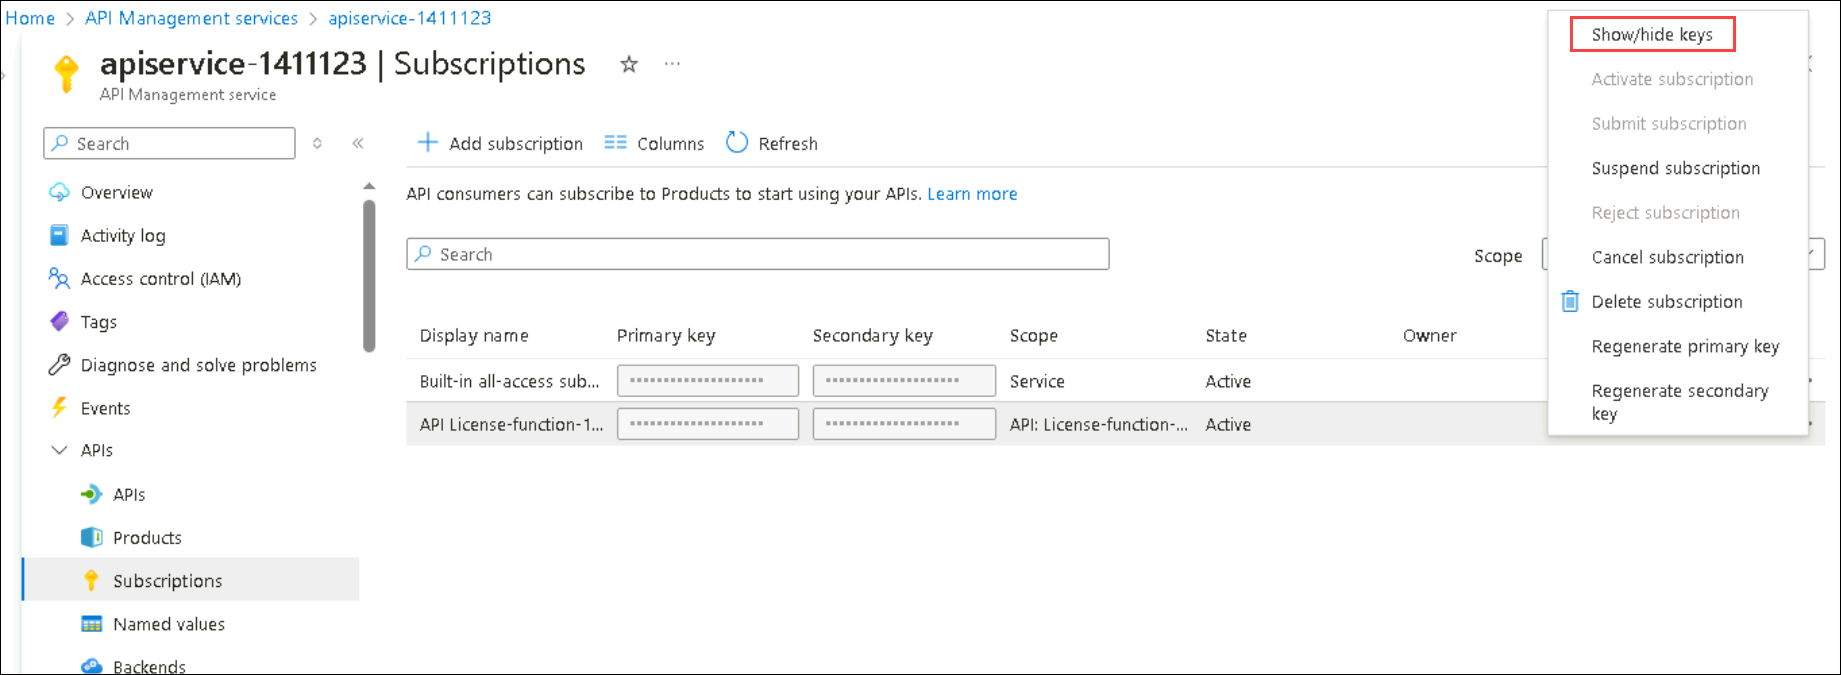 Home > API Management services > apiservice-1411123
apiservice-1411123 | Subscriptions
API Management service
Search
Overview
Activity log
Access control (IAM)
Tags
Diagnose and solve problems
Events
APIs
APIs
Products
Subscriptions
Named values
Backends
Add subscription Columns Refresh
API consumers can subscribe to Products to start using your APIs. Learn more
Search
Scope
Display name Primary key Secondary key Scope State Owner
Built-in all-access sub... Service Active
API License-function-1... API: License-function-... Active
Show/hide keys
Activate subscription
Submit subscription
Suspend subscription
Reject subscription
Cancel subscription
Delete subscription
Regenerate primary key
Regenerate secondary
key